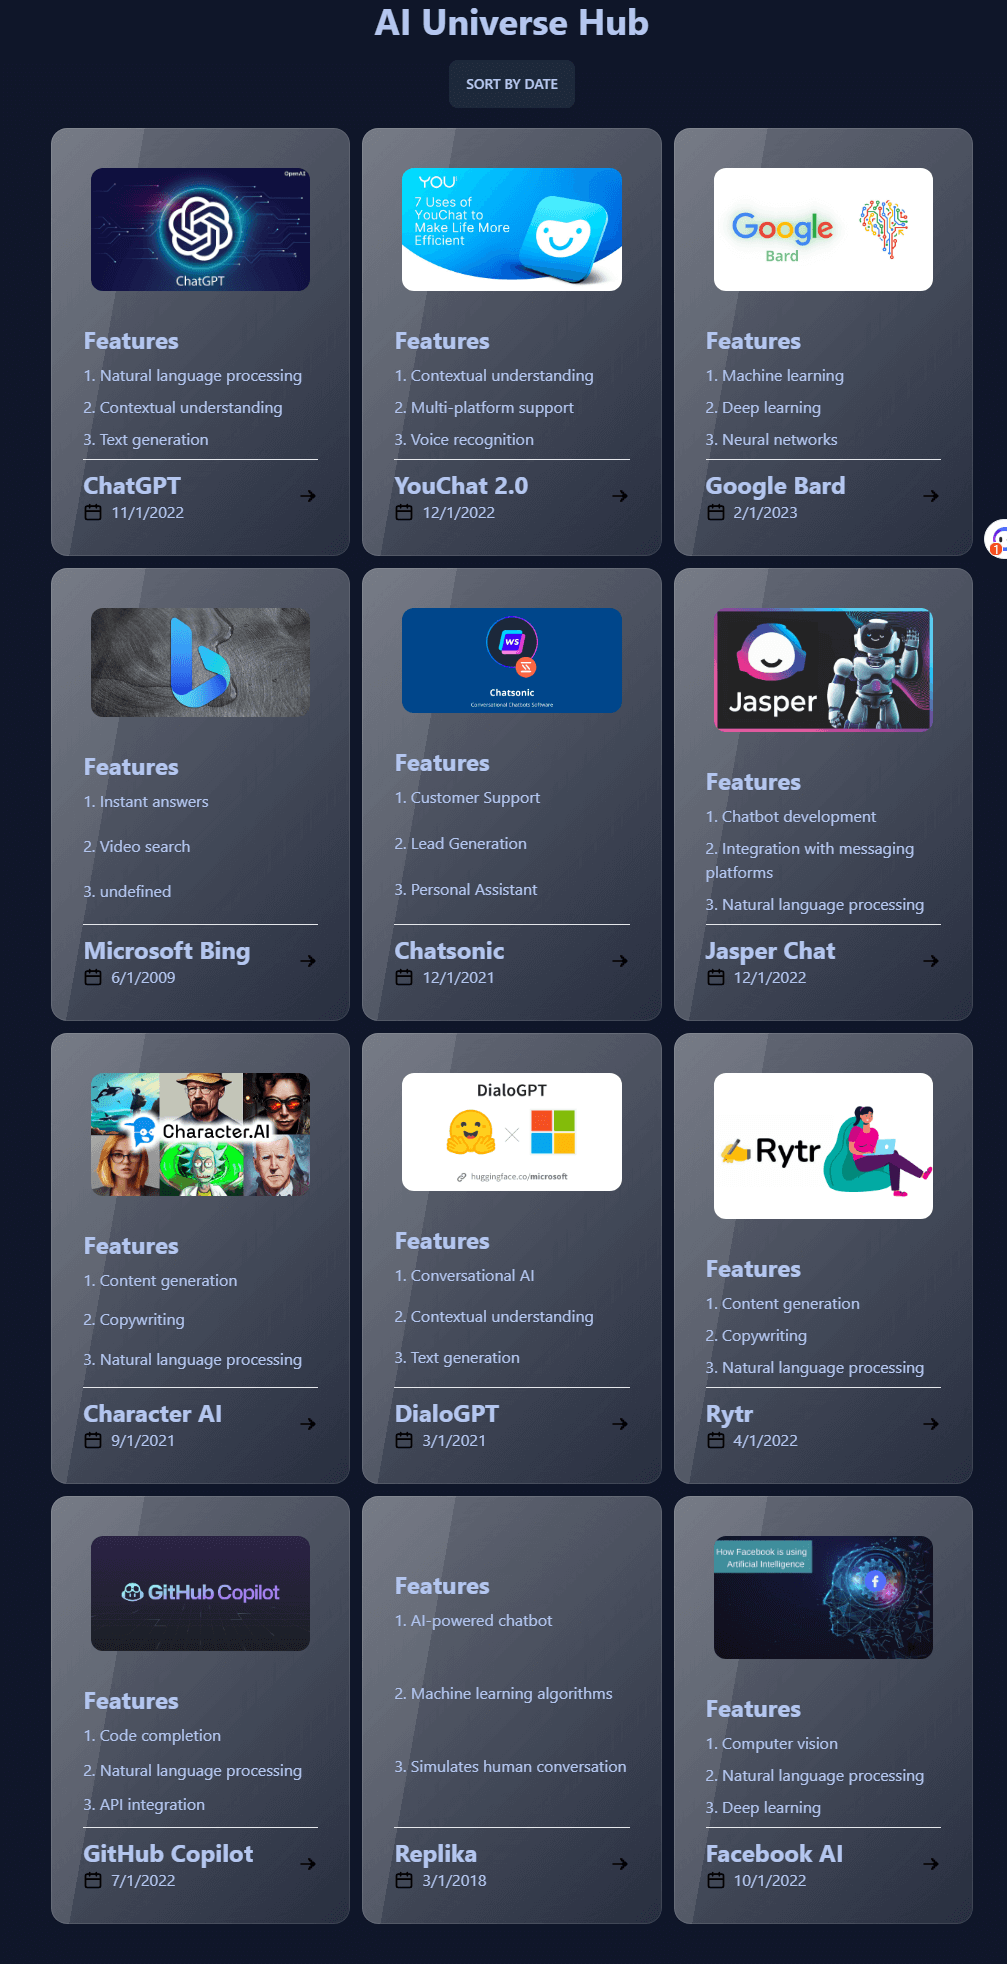 AI Universe Hub
SORT BY DATE
OpenAI
ChatGPT
Features
1. Natural language processing
2. Contextual understanding
3. Text generation
ChatGPT
11/1/2022
YOU
7 Uses of
YouChat to
Make Life More
Efficient
Features
1. Contextual understanding
2. Multi-platform support
3. Voice recognition
YouChat 2.0
12/1/2022
Google
Bard
Features
1. Machine learning
2. Deep learning
3. Neural networks
Google Bard
2/1/2023
1
Features
1. Instant answers
2. Video search
3. undefined
Microsoft Bing
6/1/2009
WS
Chatsonic
Conversational Chatbots Software
Features
1. Customer Support
2. Lead Generation
3. Personal Assistant
Chatsonic
12/1/2021
Jasper
Features
1. Chatbot development
2. Integration with messaging
platforms
3. Natural language processing
Jasper Chat
12/1/2022
Character.AI
Features
1. Content generation
2. Copywriting
3. Natural language processing
Character AI
9/1/2021
DialoGPT
huggingface.co/microsoft
Features
1. Conversational AI
2. Contextual understanding
3. Text generation
DialoGPT
3/1/2021
Rytr
Features
1. Content generation
2. Copywriting
3. Natural language processing
Rytr
4/1/2022
GitHub Copilot
Features
1. Code completion
2. Natural language processing
3. API integration
GitHub Copilot
7/1/2022
Features
1. AI-powered chatbot
2. Machine learning algorithms
3. Simulates human conversation
Replika
3/1/2018
How Facebook is using
Artificial Intelligence
f
Features
1. Computer vision
2. Natural language processing
3. Deep learning
Facebook AI
10/1/2022